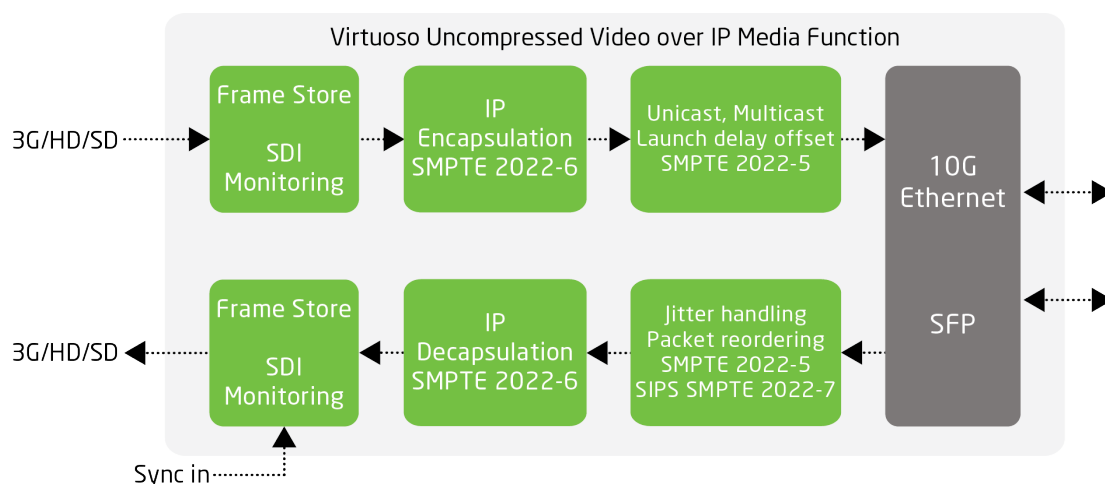 Virtuoso Uncompressed Video over IP Media Function
3G/HD/SD
Frame Store
SDI
Monitoring
IP
Encapsulation
SMPTE 2022-6
Unicast, Multicast
Launch delay offset
SMPTE 2022-5
10G
Ethernet
SFP
3G/HD/SD
Frame Store
SDI
Monitoring
IP
Decapsulation
SMPTE 2022-6
Jitter handling
Packet reordering
SMPTE 2022-5
SIPS SMPTE 2022-7
Sync in